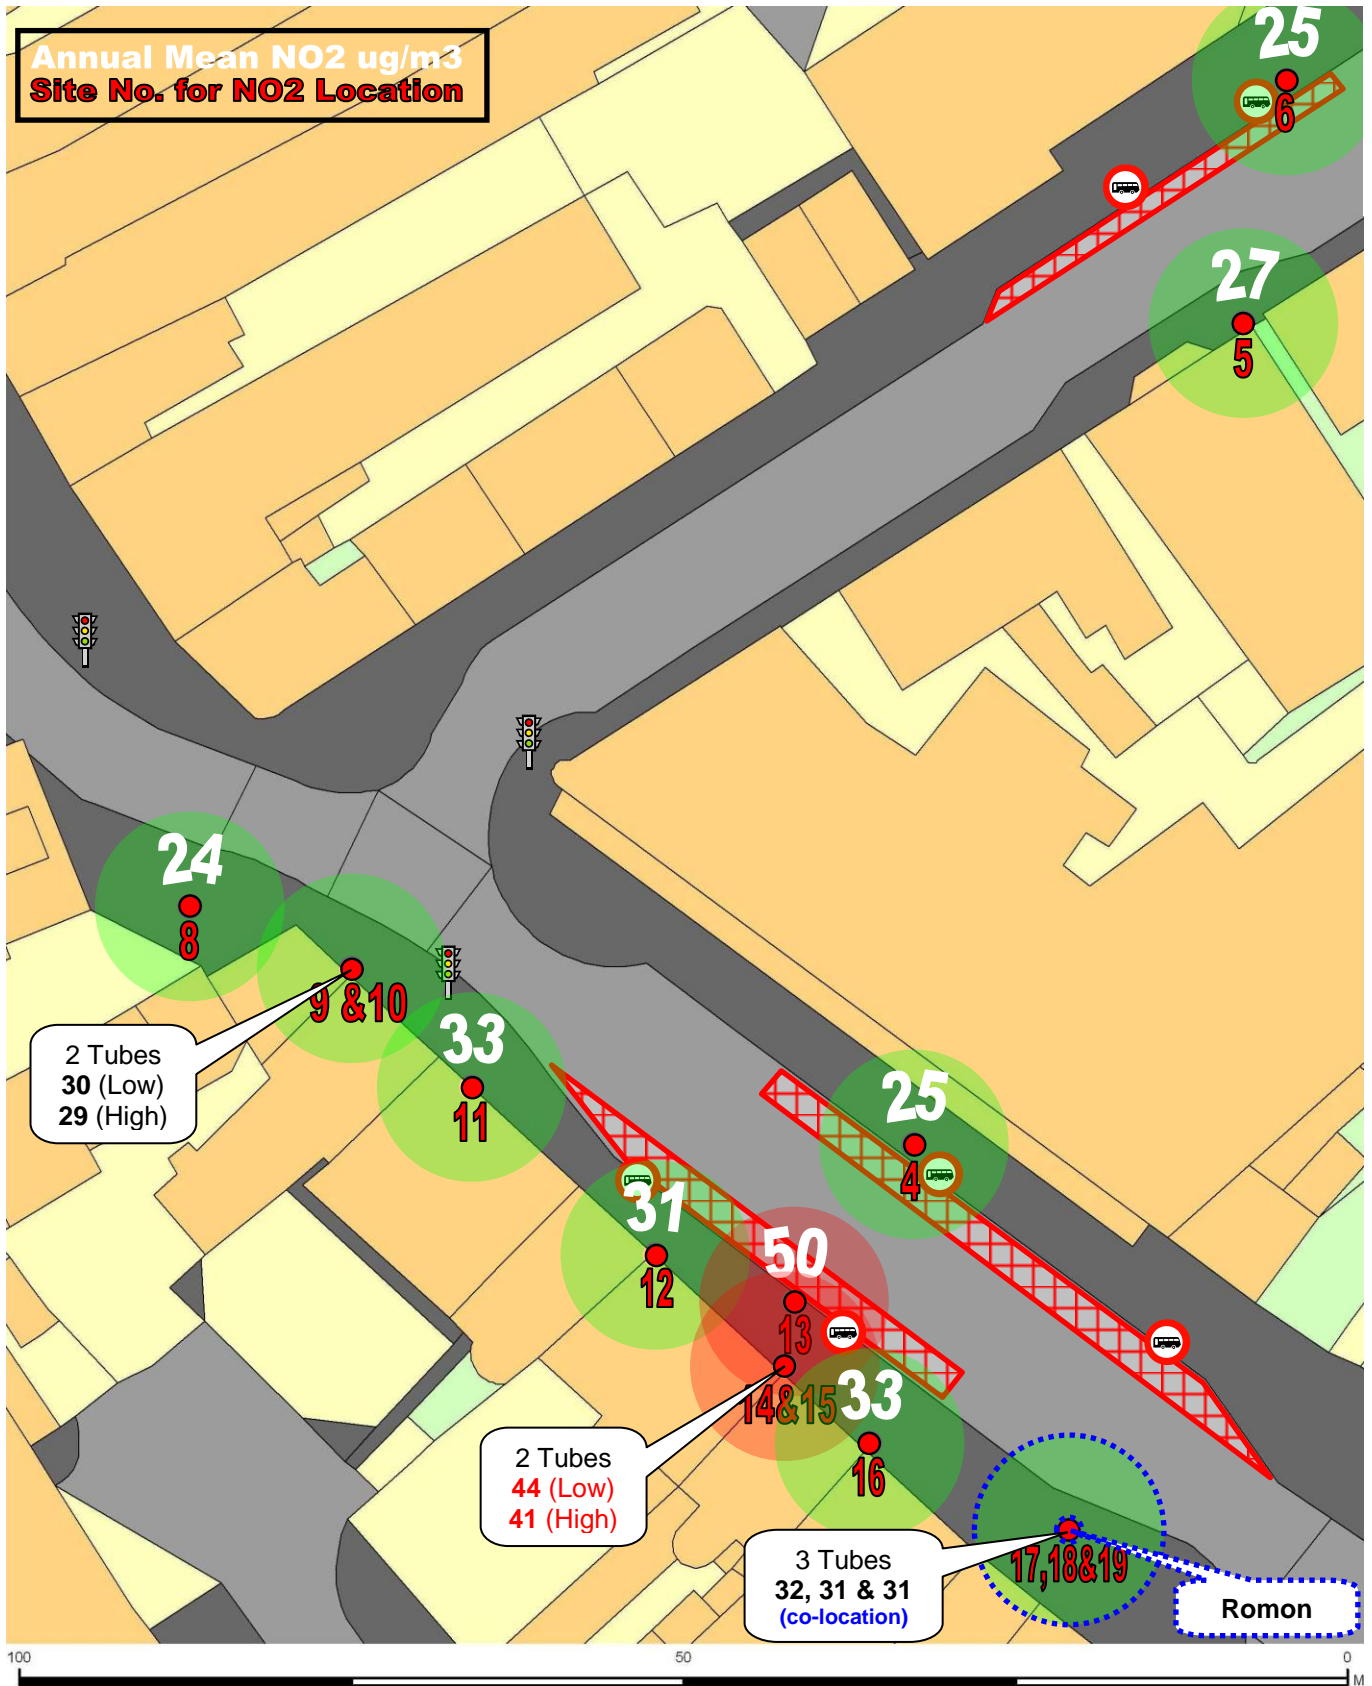 Annual Mean NO2 ug/m3
Site No. for NO2 Location
25
6
27
5
24
8
9 &10
2 Tubes
30 (Low)
29 (High)
33
11
25
4
31
12
50
13
14&15
2 Tubes
44 (Low)
41 (High)
33
16
17,18&19
3 Tubes
32, 31 & 31
(co-location)
Romon
100
50
0
M